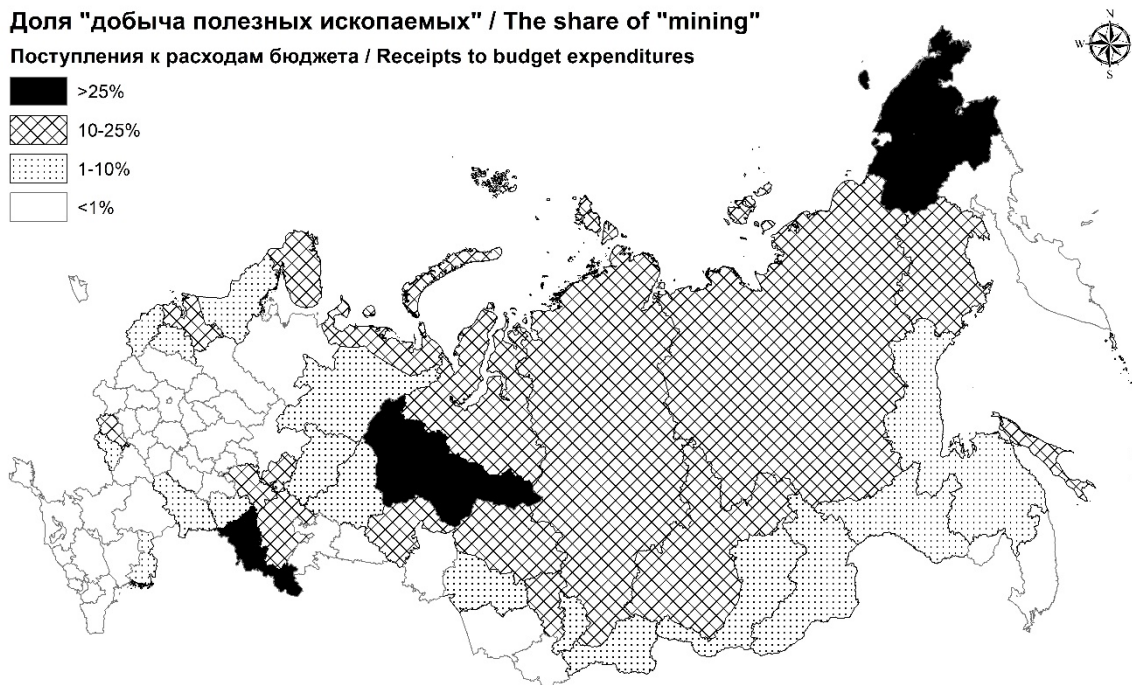 Доля "добыча полезных ископаемых" / The share of "mining"
Поступления к расходам бюджета / Receipts to budget expenditures
>25%
10-25%
1-10%
<1%
N
W
E
S